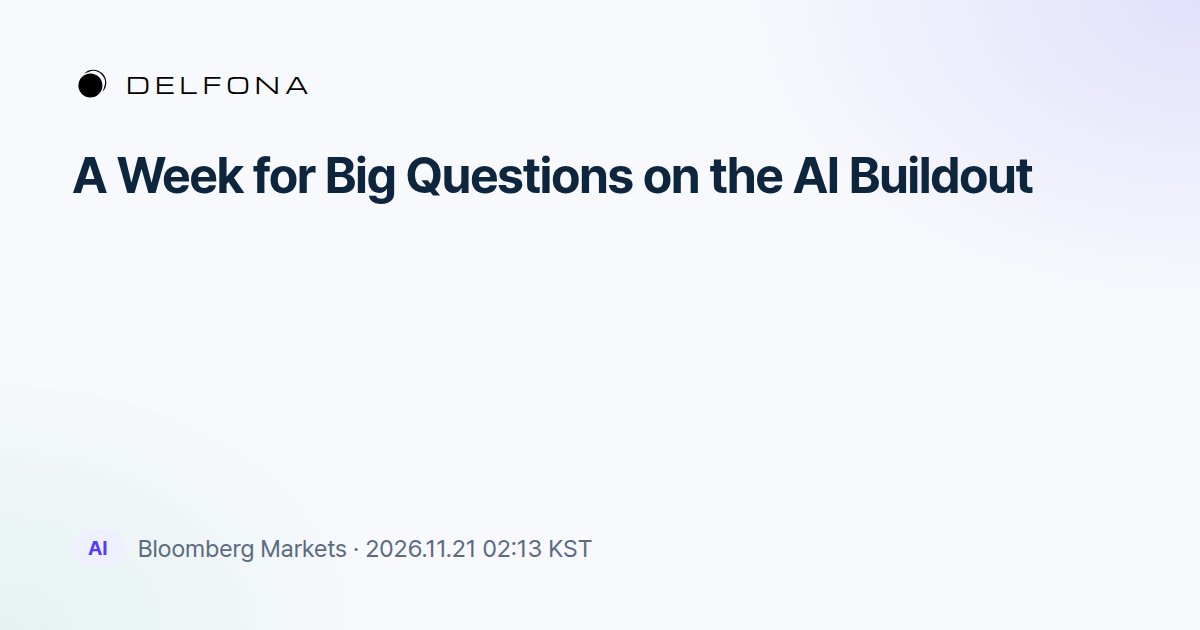 DELFONA
A Week for Big Questions on the AI Buildout
AI Bloomberg Markets · 2026.11.21 02:13 KST